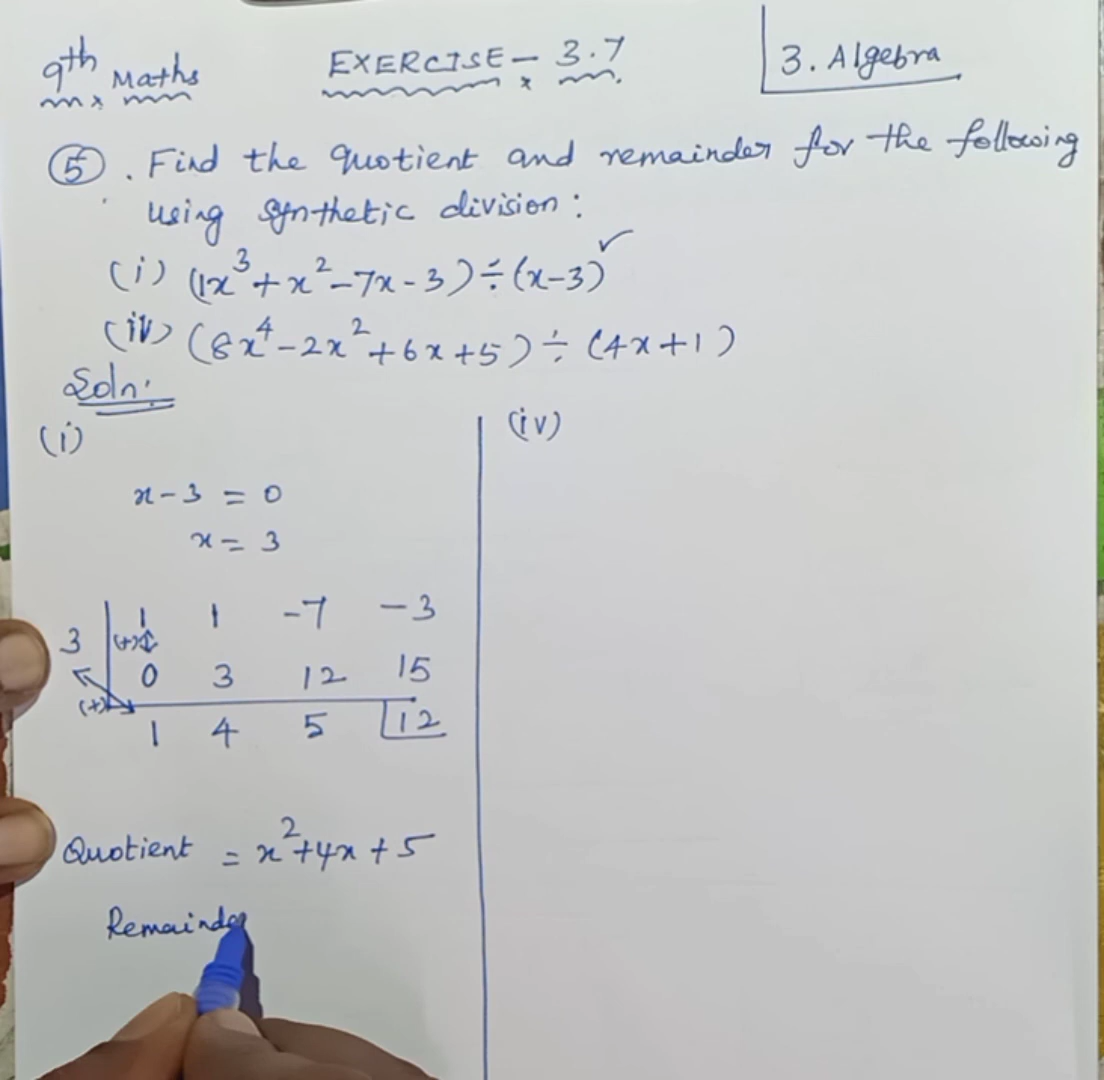 9th Maths EXERCISE - 3.7 3. Algebra
⑤. Find the quotient and remainder for the following
using synthetic division:
(i) (1x³+x²-7x-3)÷(x-3) ✓
(iv) (8x⁴-2x²+6x+5)÷(4x+1)
Soln:
(i)
x-3 = 0
x = 3
3 | 1 1 -7 -3
(+)
0 3 12 15
(+)
1 4 5 |12
Quotient = x²+4x+5
Remainder
(iv)